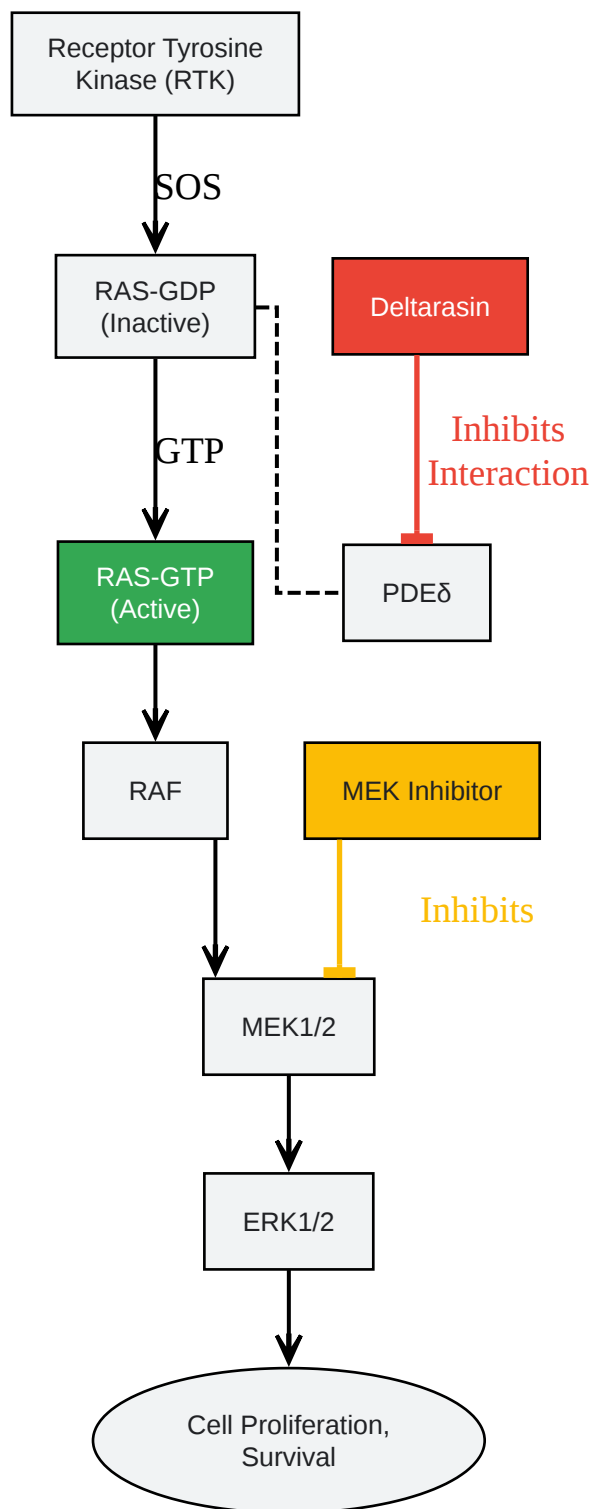 Receptor Tyrosine
Kinase (RTK)
SOS
RAS-GDP
(Inactive)
Deltarasin
Inhibits
Interaction
GTP
RAS-GTP
(Active)
PDEδ
RAF
MEK Inhibitor
Inhibits
MEK1/2
ERK1/2
Cell Proliferation,
Survival